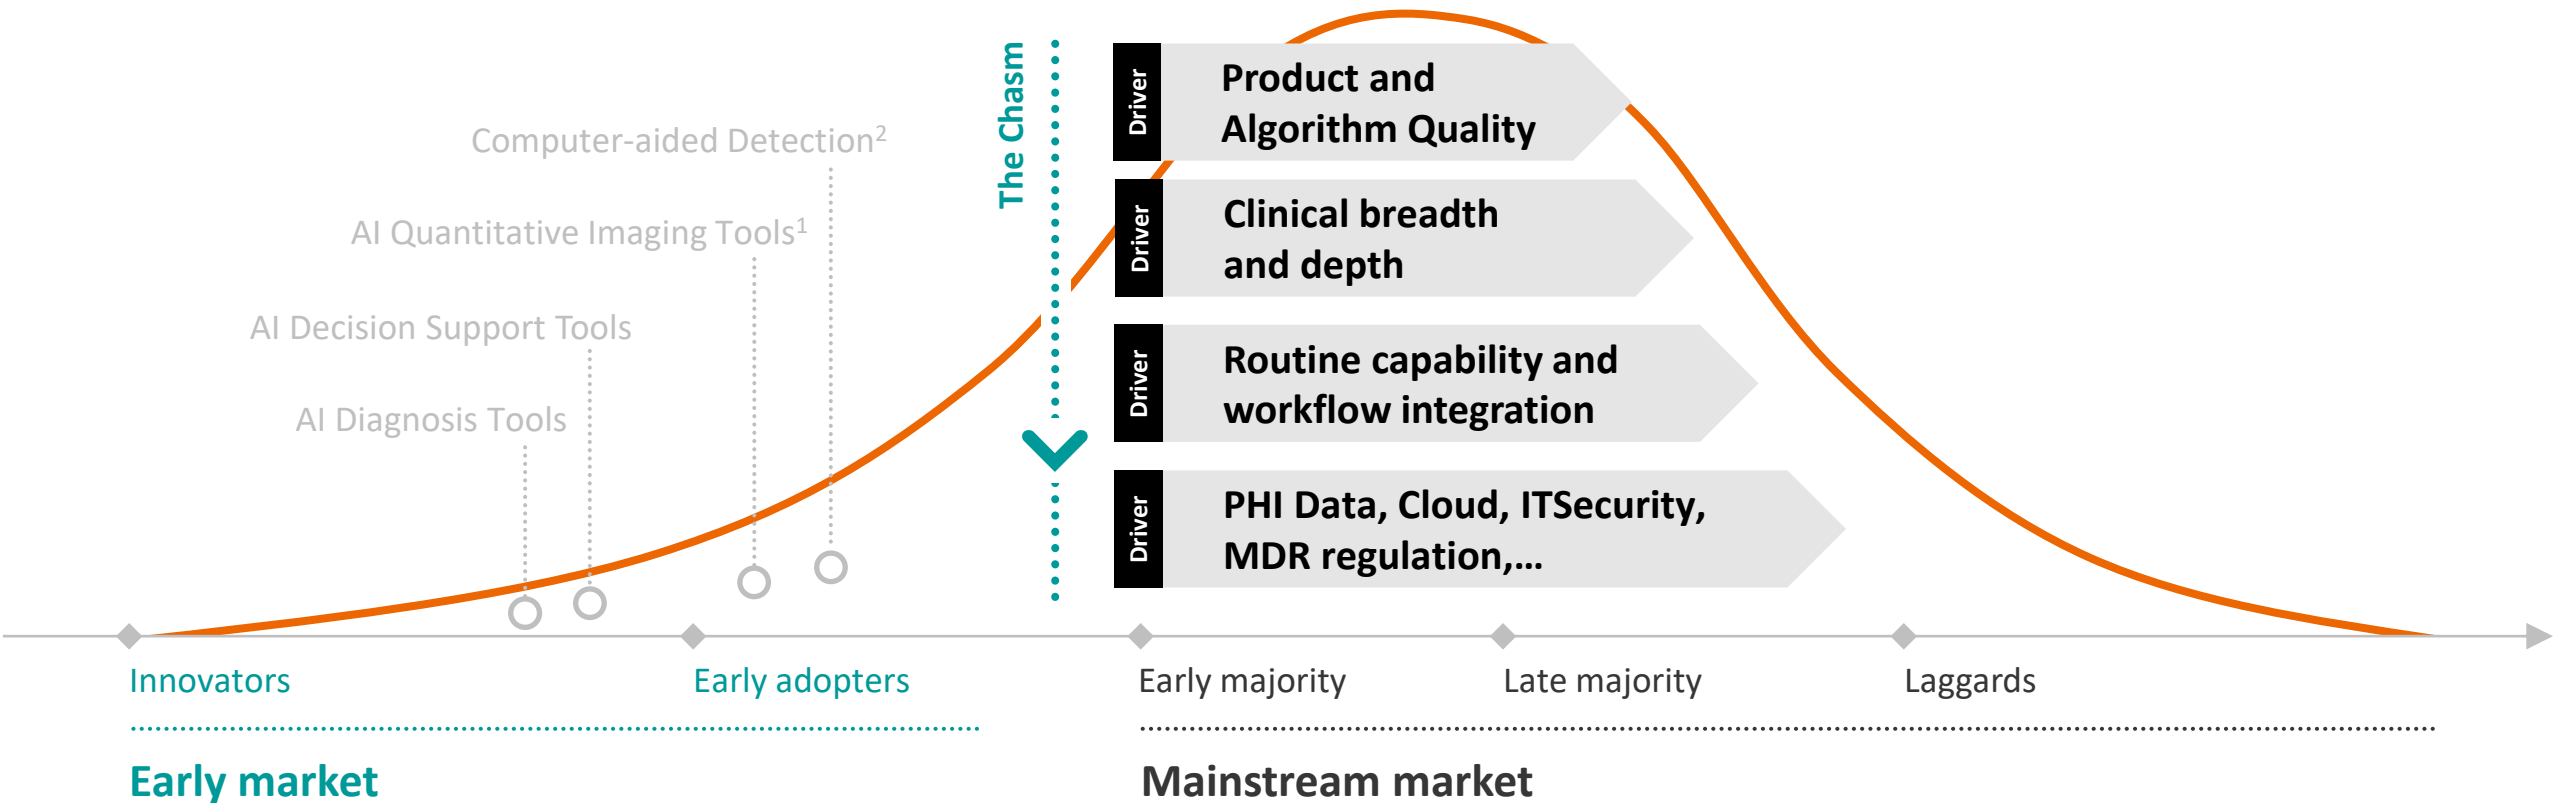 The Chasm
Computer-aided Detection²
AI Quantitative Imaging Tools¹
AI Decision Support Tools
AI Diagnosis Tools
Driver
Product and
Algorithm Quality
Driver
Clinical breadth
and depth
Driver
Routine capability and
workflow integration
Driver
PHI Data, Cloud, ITSecurity,
MDR regulation,…
Innovators
Early adopters
Early majority
Late majority
Laggards
Early market
Mainstream market